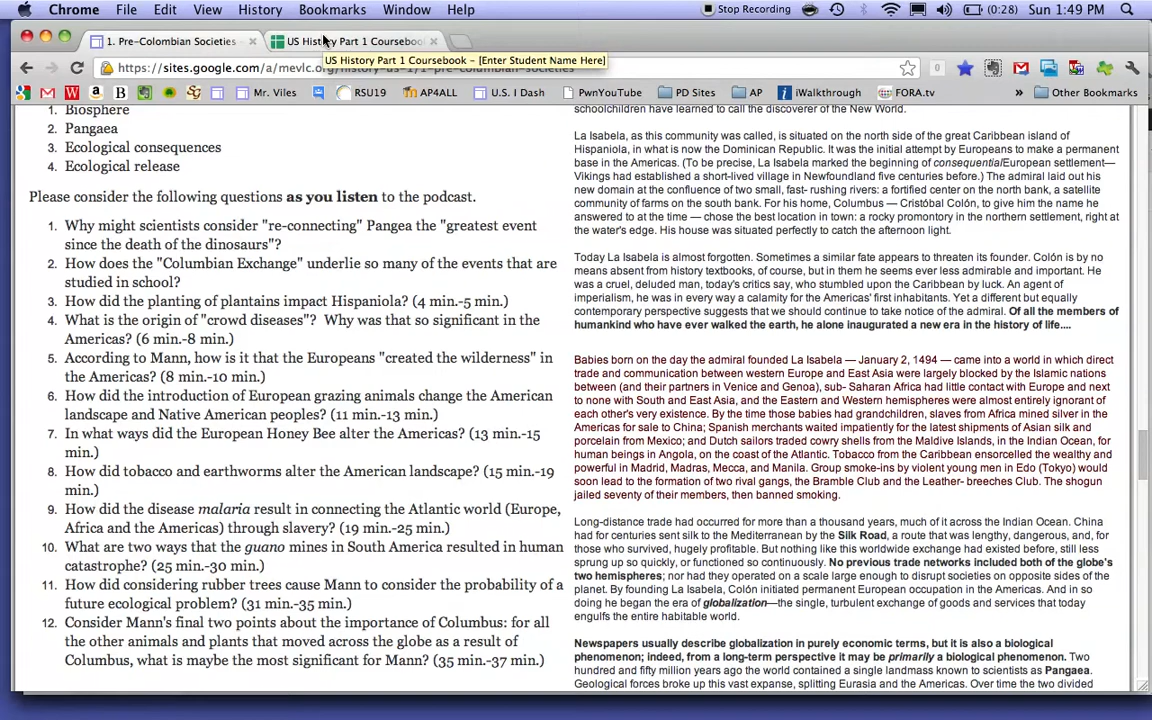 Chrome File Edit View History Bookmarks Window Help Stop Recording (0:28) Sun 1:49 PM
1. Pre-Colombian Societies US History Part 1 Courseboo
US History Part 1 Coursebook – [Enter Student Name Here]
https://sites.google.com/a/mevlc.org/history-us-1/1-pre-colombian-societies
Mr. Viles RSU19 AP4ALL U.S. I Dash PwnYouTube PD Sites AP iWalkthrough FORA.tv » Other Bookmarks
1. Biosphere
2. Pangaea
3. Ecological consequences
4. Ecological release
Please consider the following questions as you listen to the podcast.
1. Why might scientists consider "re-connecting" Pangea the "greatest event
since the death of the dinosaurs"?
2. How does the "Columbian Exchange" underlie so many of the events that are
studied in school?
3. How did the planting of plantains impact Hispaniola? (4 min.-5 min.)
4. What is the origin of "crowd diseases"? Why was that so significant in the
Americas? (6 min.-8 min.)
5. According to Mann, how is it that the Europeans "created the wilderness" in
the Americas? (8 min.-10 min.)
6. How did the introduction of European grazing animals change the American
landscape and Native American peoples? (11 min.-13 min.)
7. In what ways did the European Honey Bee alter the Americas? (13 min.-15
min.)
8. How did tobacco and earthworms alter the American landscape? (15 min.-19
min.)
9. How did the disease malaria result in connecting the Atlantic world (Europe,
Africa and the Americas) through slavery? (19 min.-25 min.)
10. What are two ways that the guano mines in South America resulted in human
catastrophe? (25 min.-30 min.)
11. How did considering rubber trees cause Mann to consider the probability of a
future ecological problem? (31 min.-35 min.)
12. Consider Mann's final two points about the importance of Columbus: for all
the other animals and plants that moved across the globe as a result of
Columbus, what is maybe the most significant for Mann? (35 min.-37 min.)
schoolchildren have learned to call the discoverer of the New World.
La Isabela, as this community was called, is situated on the north side of the great Caribbean island of
Hispaniola, in what is now the Dominican Republic. It was the initial attempt by Europeans to make a permanent
base in the Americas. (To be precise, La Isabela marked the beginning of consequential European settlement—
Vikings had established a short-lived village in Newfoundland five centuries before.) The admiral laid out his
new domain at the confluence of two small, fast- rushing rivers: a fortified center on the north bank, a satellite
community of farms on the south bank. For his home, Columbus — Cristóbal Colón, to give him the name he
answered to at the time — chose the best location in town: a rocky promontory in the northern settlement, right at
the water's edge. His house was situated perfectly to catch the afternoon light.
Today La Isabela is almost forgotten. Sometimes a similar fate appears to threaten its founder. Colón is by no
means absent from history textbooks, of course, but in them he seems ever less admirable and important. He
was a cruel, deluded man, today's critics say, who stumbled upon the Caribbean by luck. An agent of
imperialism, he was in every way a calamity for the Americas' first inhabitants. Yet a different but equally
contemporary perspective suggests that we should continue to take notice of the admiral. Of all the members of
humankind who have ever walked the earth, he alone inaugurated a new era in the history of life....
Babies born on the day the admiral founded La Isabela — January 2, 1494 — came into a world in which direct
trade and communication between western Europe and East Asia were largely blocked by the Islamic nations
between (and their partners in Venice and Genoa), sub- Saharan Africa had little contact with Europe and next
to none with South and East Asia, and the Eastern and Western hemispheres were almost entirely ignorant of
each other's very existence. By the time those babies had grandchildren, slaves from Africa mined silver in the
Americas for sale to China; Spanish merchants waited impatiently for the latest shipments of Asian silk and
porcelain from Mexico; and Dutch sailors traded cowry shells from the Maldive Islands, in the Indian Ocean, for
human beings in Angola, on the coast of the Atlantic. Tobacco from the Caribbean ensorcelled the wealthy and
powerful in Madrid, Madras, Mecca, and Manila. Group smoke-ins by violent young men in Edo (Tokyo) would
soon lead to the formation of two rival gangs, the Bramble Club and the Leather- breeches Club. The shogun
jailed seventy of their members, then banned smoking.
Long-distance trade had occurred for more than a thousand years, much of it across the Indian Ocean. China
had for centuries sent silk to the Mediterranean by the Silk Road, a route that was lengthy, dangerous, and, for
those who survived, hugely profitable. But nothing like this worldwide exchange had existed before, still less
sprung up so quickly, or functioned so continuously. No previous trade networks included both of the globe's
two hemispheres; nor had they operated on a scale large enough to disrupt societies on opposite sides of the
planet. By founding La Isabela, Colón initiated permanent European occupation in the Americas. And in so
doing he began the era of globalization—the single, turbulent exchange of goods and services that today
engulfs the entire habitable world.
Newspapers usually describe globalization in purely economic terms, but it is also a biological
phenomenon; indeed, from a long-term perspective it may be primarily a biological phenomenon. Two
hundred and fifty million years ago the world contained a single landmass known to scientists as Pangaea.
Geological forces broke up this vast expanse, splitting Eurasia and the Americas. Over time the two divided